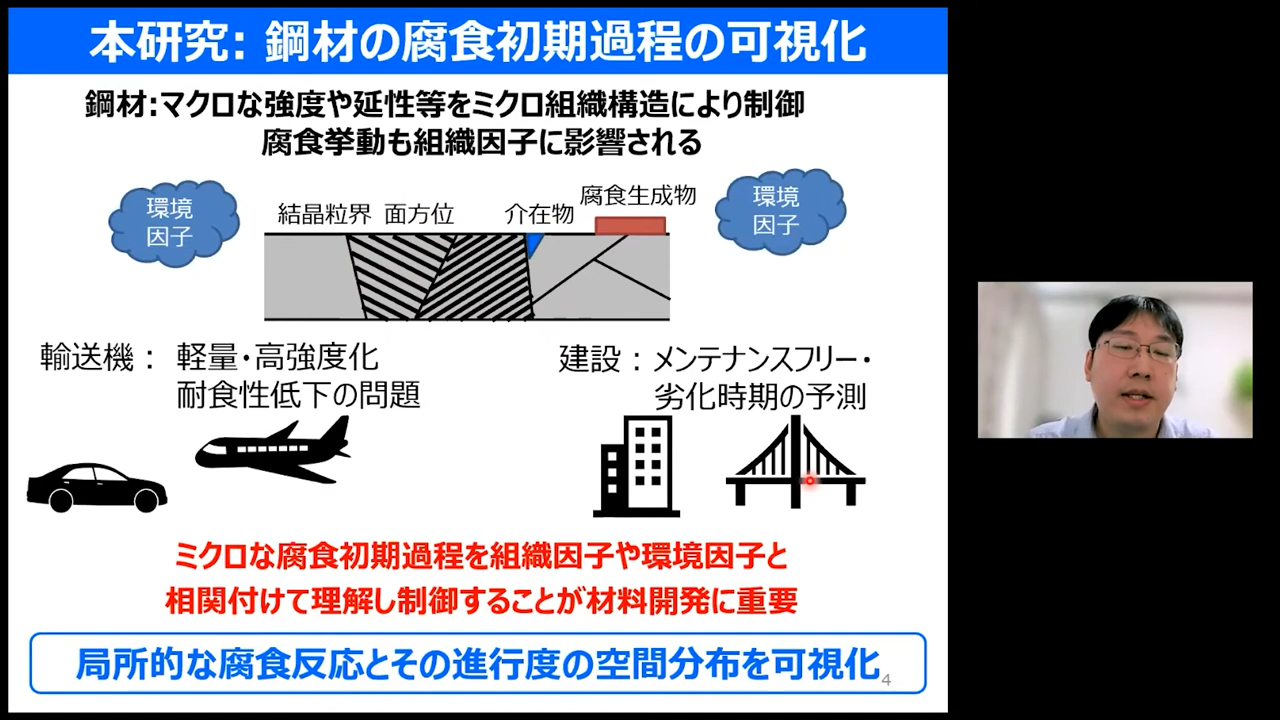 本研究: 鋼材の腐食初期過程の可視化
鋼材:マクロな強度や延性等をミクロ組織構造により制御
腐食挙動も組織因子に影響される
環境
因子
結晶粒界 面方位 介在物 腐食生成物
環境
因子
輸送機： 軽量・高強度化
耐食性低下の問題
建設：メンテナンスフリー・
劣化時期の予測
ミクロな腐食初期過程を組織因子や環境因子と
相関付けて理解し制御することが材料開発に重要
局所的な腐食反応とその進行度の空間分布を可視化
4